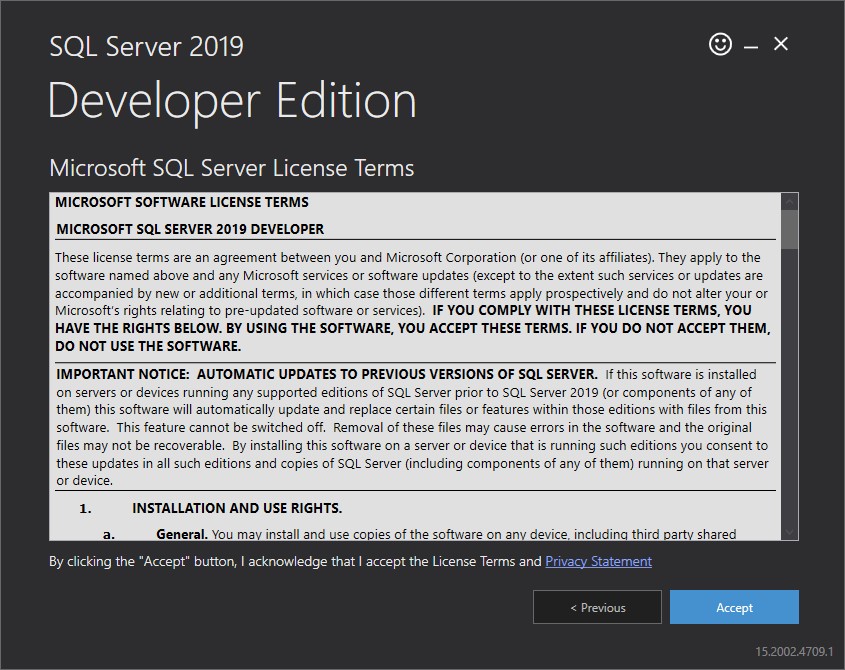 SQL Server 2019
Developer Edition
Microsoft SQL Server License Terms
MICROSOFT SOFTWARE LICENSE TERMS
MICROSOFT SQL SERVER 2019 DEVELOPER
These license terms are an agreement between you and Microsoft Corporation (or one of its affiliates). They apply to the
software named above and any Microsoft services or software updates (except to the extent such services or updates are
accompanied by new or additional terms, in which case those different terms apply prospectively and do not alter your or
Microsoft's rights relating to pre-updated software or services).  IF YOU COMPLY WITH THESE LICENSE TERMS, YOU
HAVE THE RIGHTS BELOW. BY USING THE SOFTWARE, YOU ACCEPT THESE TERMS. IF YOU DO NOT ACCEPT THEM,
DO NOT USE THE SOFTWARE.
IMPORTANT NOTICE:  AUTOMATIC UPDATES TO PREVIOUS VERSIONS OF SQL SERVER.  If this software is installed
on servers or devices running any supported editions of SQL Server prior to SQL Server 2019 (or components of any of
them) this software will automatically update and replace certain files or features within those editions with files from this
software.  This feature cannot be switched off.  Removal of these files may cause errors in the software and the original
files may not be recoverable.  By installing this software on a server or device that is running such editions you consent to
these updates in all such editions and copies of SQL Server (including components of any of them) running on that server
or device.
1. INSTALLATION AND USE RIGHTS.
a. General. You may install and use copies of the software on any device, including third party shared
By clicking the "Accept" button, I acknowledge that I accept the License Terms and Privacy Statement
< Previous
Accept
15.2002.4709.1